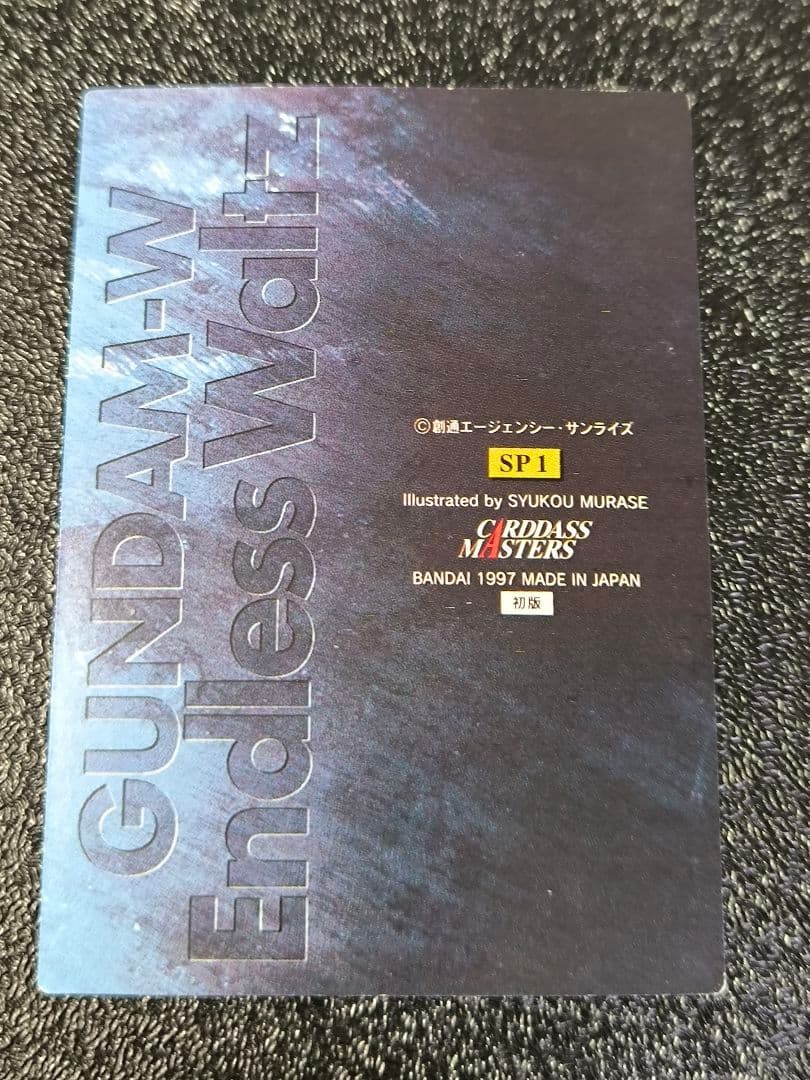 GUNDAM-W
Endless Waltz
©創通エージェンシー・サンライズ
SP 1
Illustrated by SYUKOU MURASE
CARDDASS
MASTERS
BANDAI 1997 MADE IN JAPAN
初版